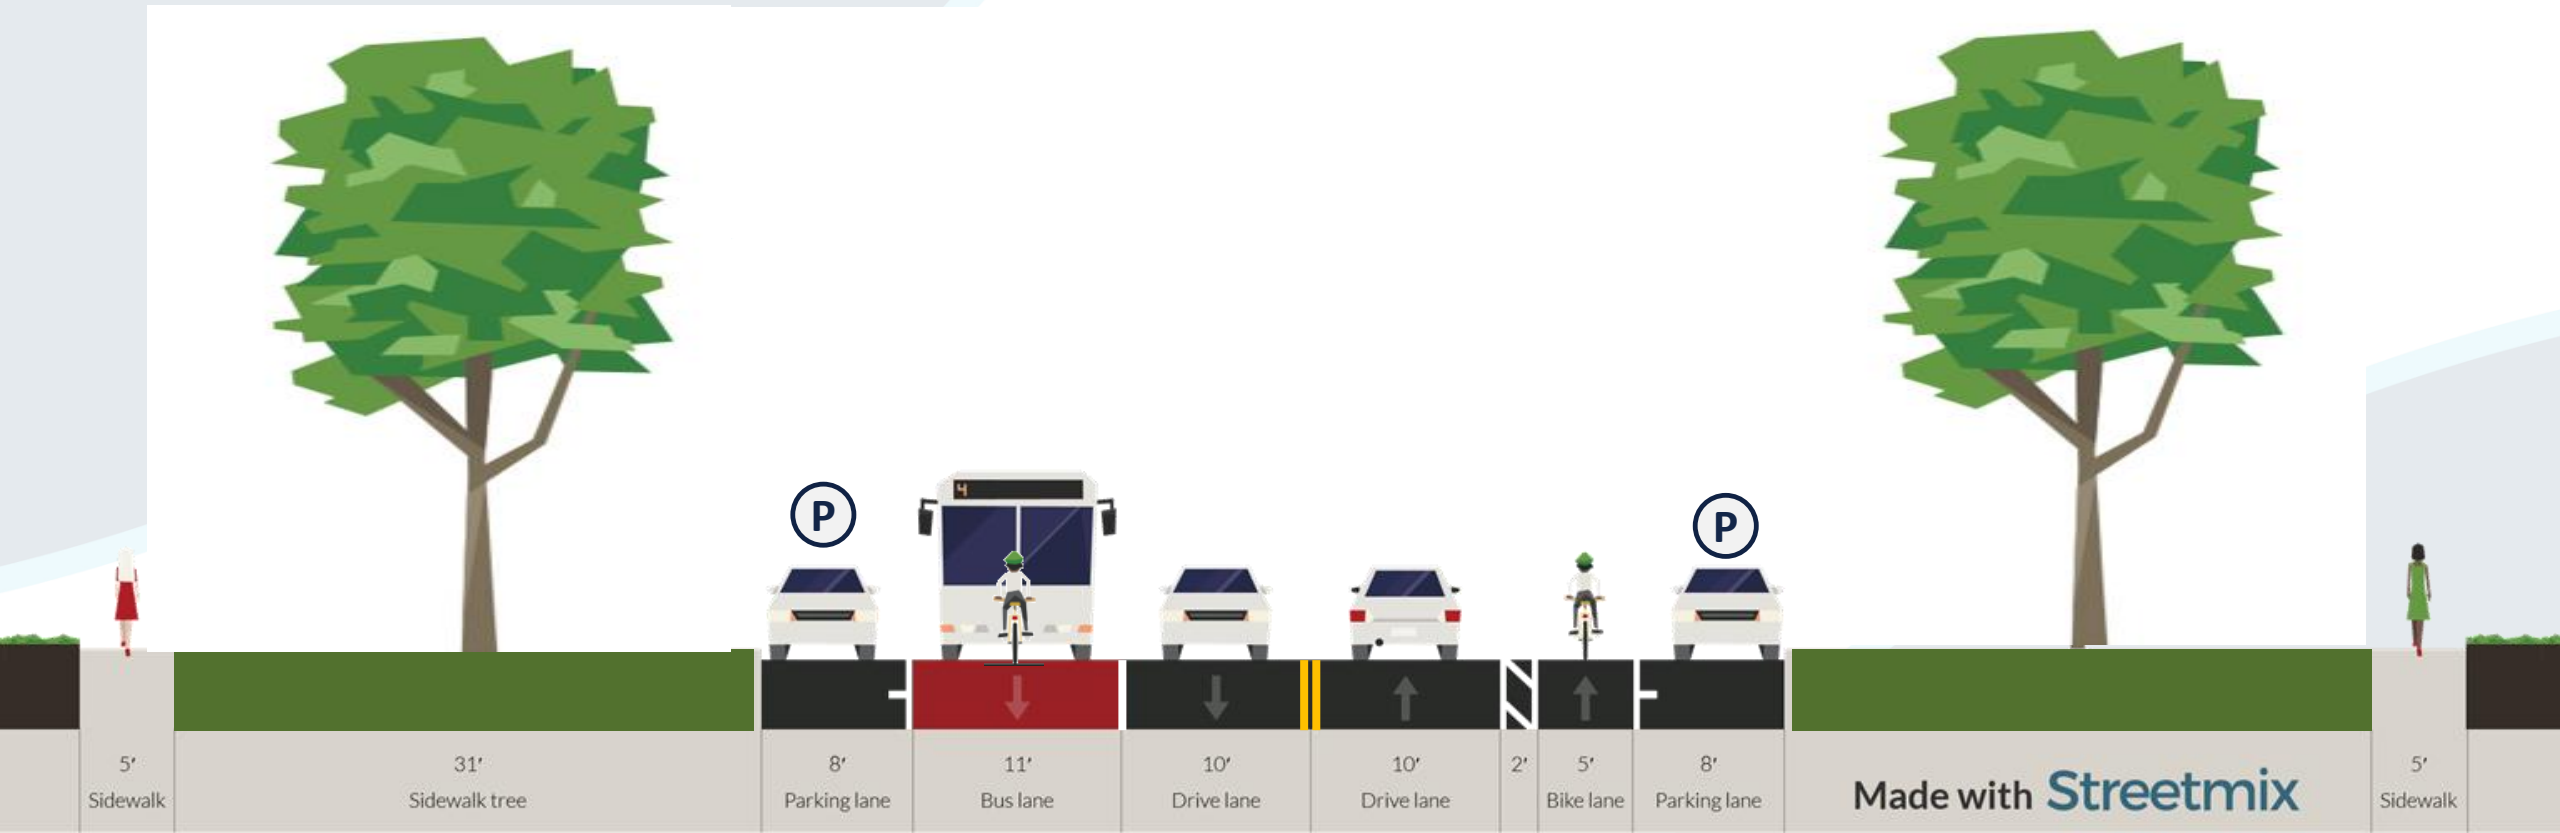 4
P
P
5′
31′
8′
11′
10′
10′
2′
5′
8′
5′
Sidewalk
Sidewalk tree
Parking lane
Bus lane
Drive lane
Drive lane
Bike lane
Parking lane
Made with Streetmix
Sidewalk